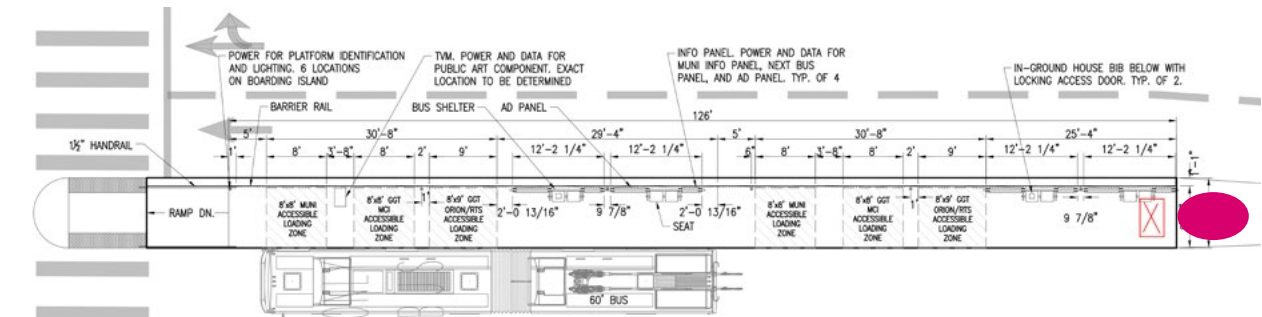 POWER FOR PLATFORM IDENTIFICATION
AND LIGHTING. 6 LOCATIONS
ON BOARDING ISLAND
TVM. POWER AND DATA FOR
PUBLIC ART COMPONENT. EXACT
LOCATION TO BE DETERMINED
INFO PANEL. POWER AND DATA FOR
MUNI INFO PANEL, NEXT BUS
PANEL, AND AD PANEL. TYP. OF 4
IN-GROUND HOUSE BIB BELOW WITH
LOCKING ACCESS DOOR. TYP. OF 2.
BARRIER RAIL
BUS SHELTER
AD PANEL
126'
5'
30'-8"
29'-4"
5'
30'-8"
25'-4"
1½" HANDRAIL
1'
8'
3'-8"
8'
2'
9'
12'-2 1/4"
12'-2 1/4"
6"
8'
3'-8"
8'
2'
9'
12'-2 1/4"
12'-2 1/4"
1'-1"
RAMP DN.
8'x8' MUNI
ACCESSIBLE
LOADING
ZONE
8'x8' GGT
MCI
ACCESSIBLE
LOADING
ZONE
1'
8'x9' GGT
ORION/RTS
ACCESSIBLE
LOADING
ZONE
2'-0 13/16"
9 7/8"
SEAT
2'-0 13/16"
8'x8' MUNI
ACCESSIBLE
LOADING
ZONE
8'x8' GGT
MCI
ACCESSIBLE
LOADING
ZONE
8'x9' GGT
ORION/RTS
ACCESSIBLE
LOADING
ZONE
9 7/8"
60' BUS